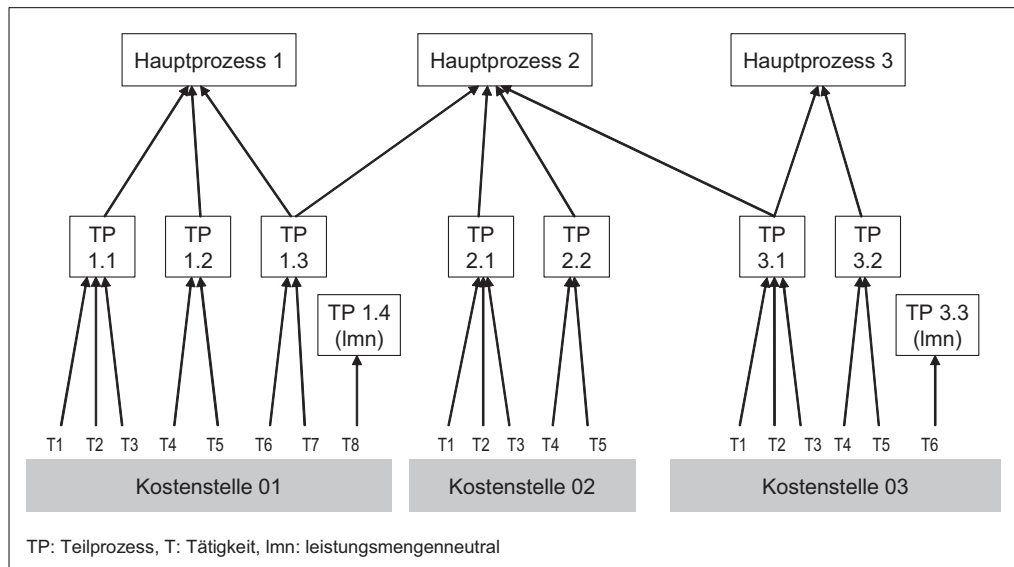 Hauptprozess 1
Hauptprozess 2
Hauptprozess 3
TP
1.1
TP
1.2
TP
1.3
TP 1.4
(lmn)
TP
2.1
TP
2.2
TP
3.1
TP
3.2
TP 3.3
(lmn)
T1 T2 T3 T4 T5 T6 T7 T8
T1 T2 T3 T4 T5
T1 T2 T3 T4 T5 T6
Kostenstelle 01
Kostenstelle 02
Kostenstelle 03
TP: Teilprozess, T: Tätigkeit, lmn: leistungsmengenneutral